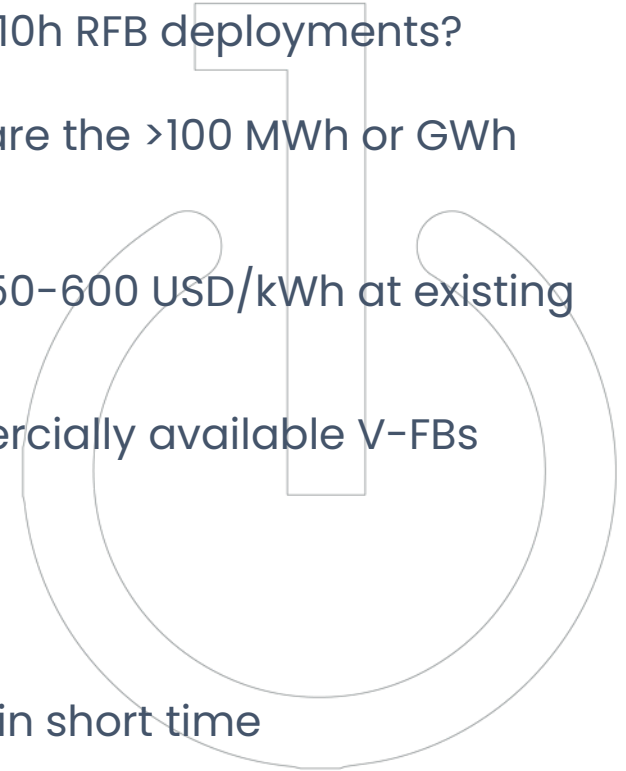 10h RFB deployments?
are the >100 MWh or GWh
50-600 USD/kWh at existing
ercially available V-FBs
in short time